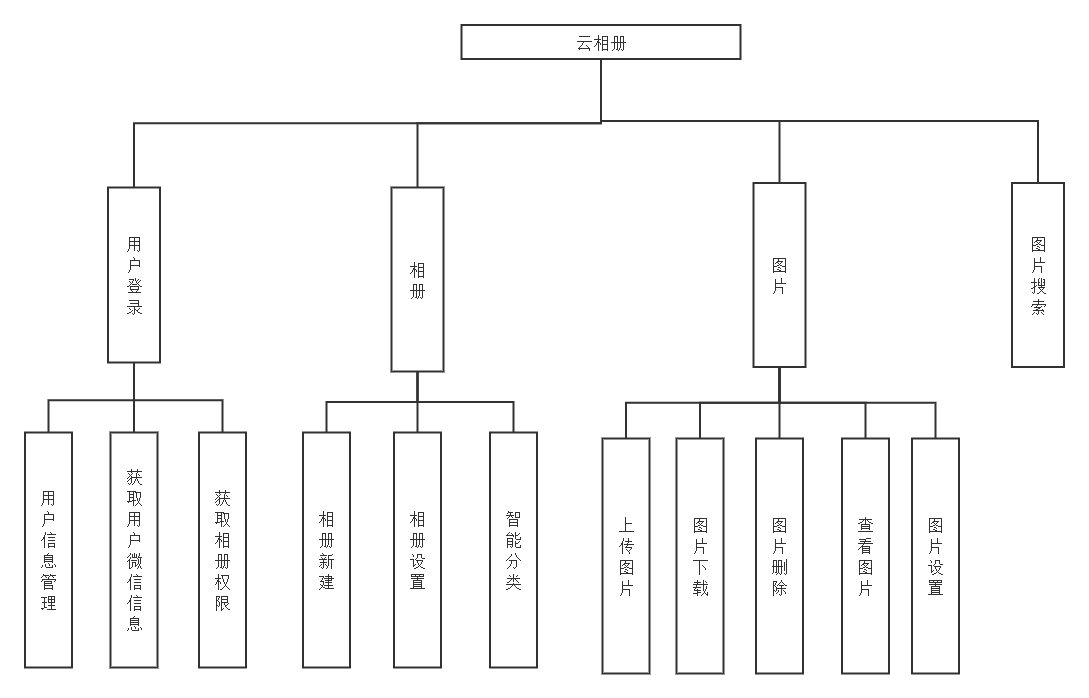 云相册
用户登录
相册
图片
图片搜索
用户信息管理
获取用户微信信息
获取相册权限
相册新建
相册设置
智能分类
上传图片
图片下载
图片删除
查看图片
图片设置